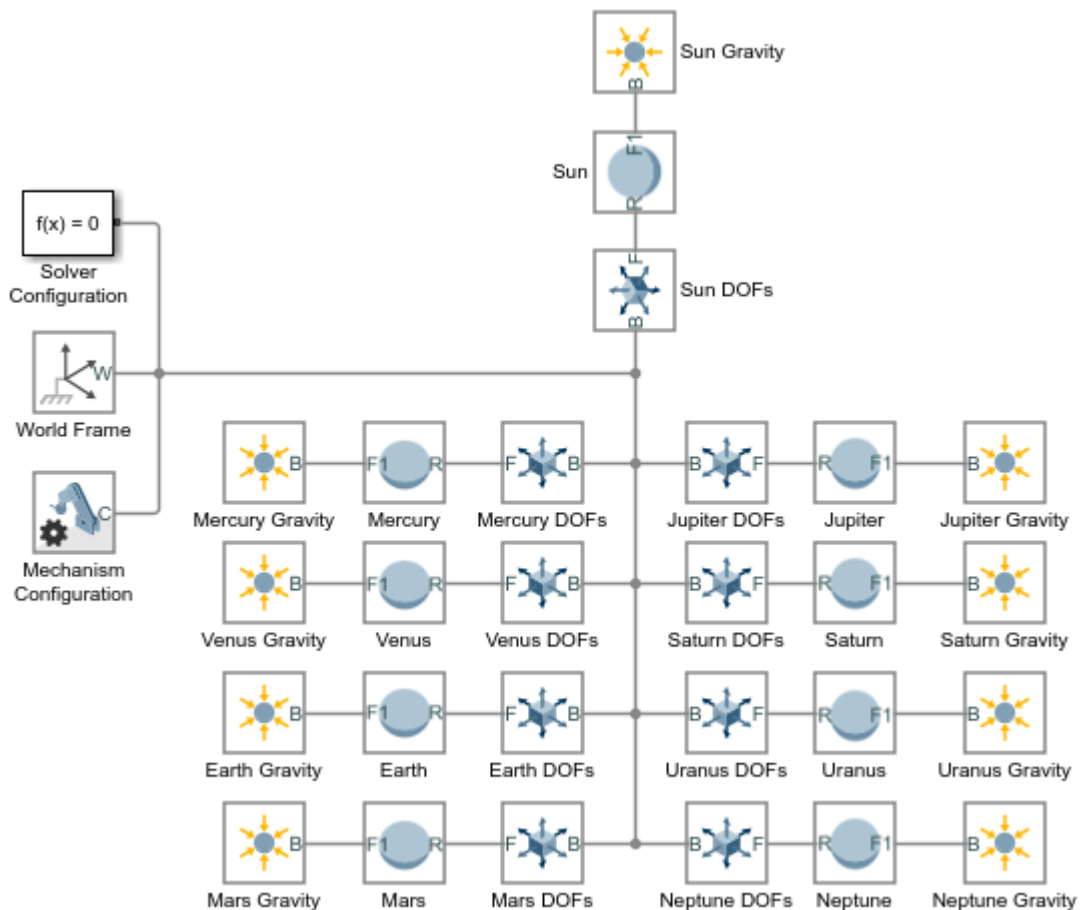 B
Sun Gravity
F1
Sun
R
F
Sun DOFs
B
f(x) = 0
Solver
Configuration
W
World Frame
C
Mechanism
Configuration
B F1 R F B B F R F1 B
Mercury Gravity Mercury Mercury DOFs Jupiter DOFs Jupiter Jupiter Gravity
B F1 R F B B F R F1 B
Venus Gravity Venus Venus DOFs Saturn DOFs Saturn Saturn Gravity
B F1 R F B B F R F1 B
Earth Gravity Earth Earth DOFs Uranus DOFs Uranus Uranus Gravity
B F1 R F B B F R F1 B
Mars Gravity Mars Mars DOFs Neptune DOFs Neptune Neptune Gravity